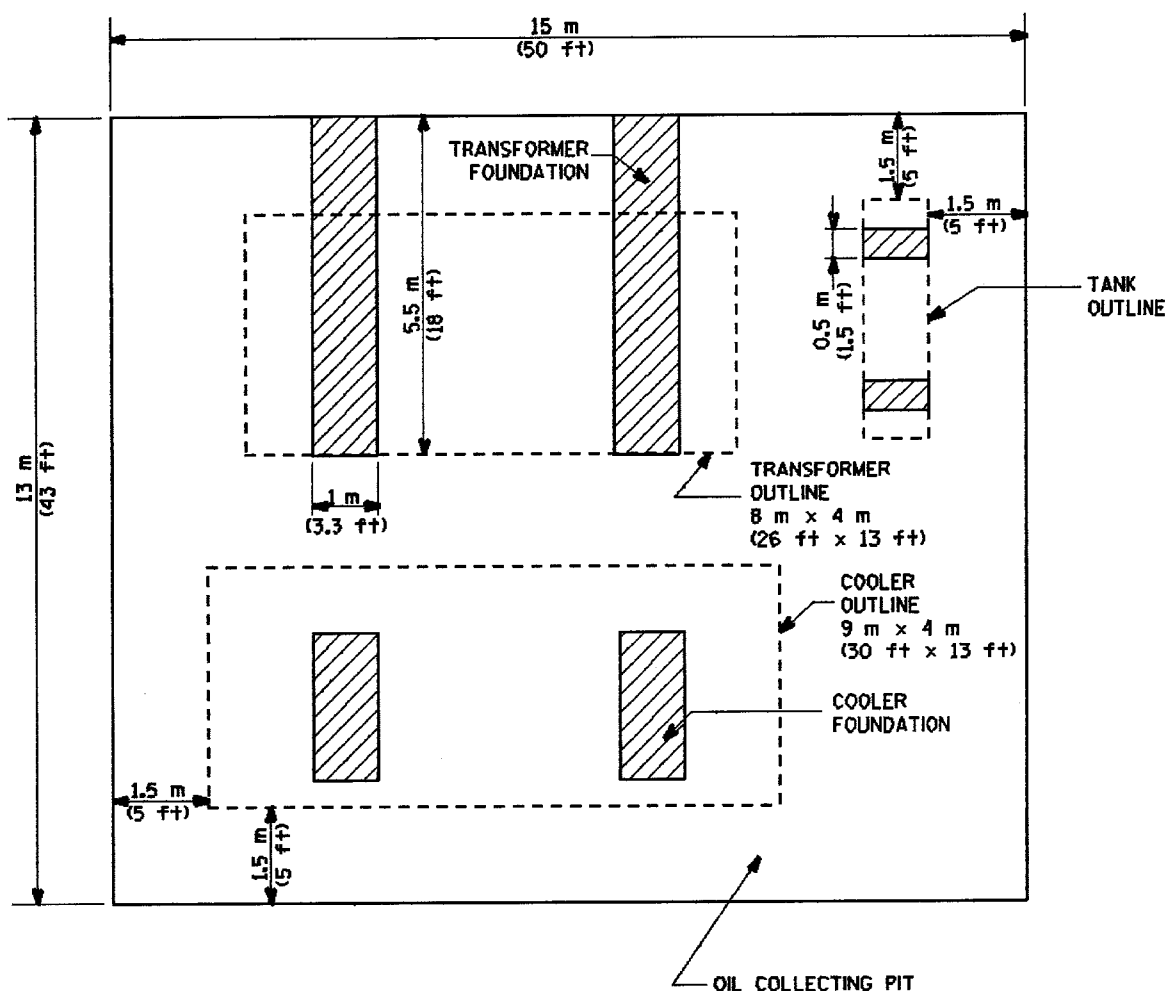 15 m
(50 ft)
TRANSFORMER
FOUNDATION
1.5 m
(5 ft)
1.5 m
(5 ft)
5.5 m
(18 ft)
0.5 m
(1.5 ft)
TANK
OUTLINE
13 m
(43 ft)
1 m
(3.3 ft)
TRANSFORMER
OUTLINE
8 m x 4 m
(26 ft x 13 ft)
COOLER
OUTLINE
9 m x 4 m
(30 ft x 13 ft)
COOLER
FOUNDATION
1.5 m
(5 ft)
1.5 m
(5 ft)
OIL COLLECTING PIT